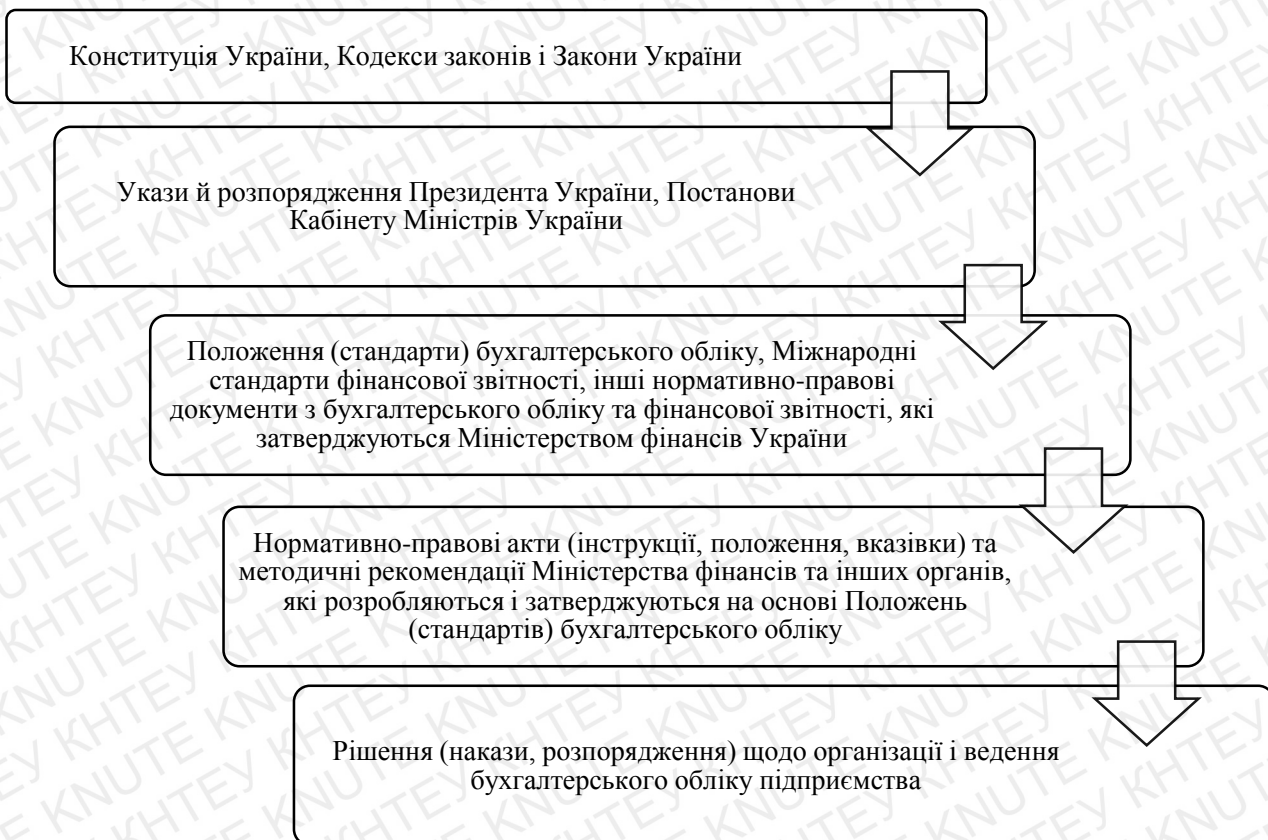 Конституція України, Кодекси законів і Закони України
Укази й розпорядження Президента України, Постанови
Кабінету Міністрів України
Положення (стандарти) бухгалтерського обліку, Міжнародні
стандарти фінансової звітності, інші нормативно-правові
документи з бухгалтерського обліку та фінансової звітності, які
затверджуються Міністерством фінансів України
Нормативно-правові акти (інструкції, положення, вказівки) та
методичні рекомендації Міністерства фінансів та інших органів,
які розробляються і затверджуються на основі Положень
(стандартів) бухгалтерського обліку
Рішення (накази, розпорядження) щодо організації і ведення
бухгалтерського обліку підприємства